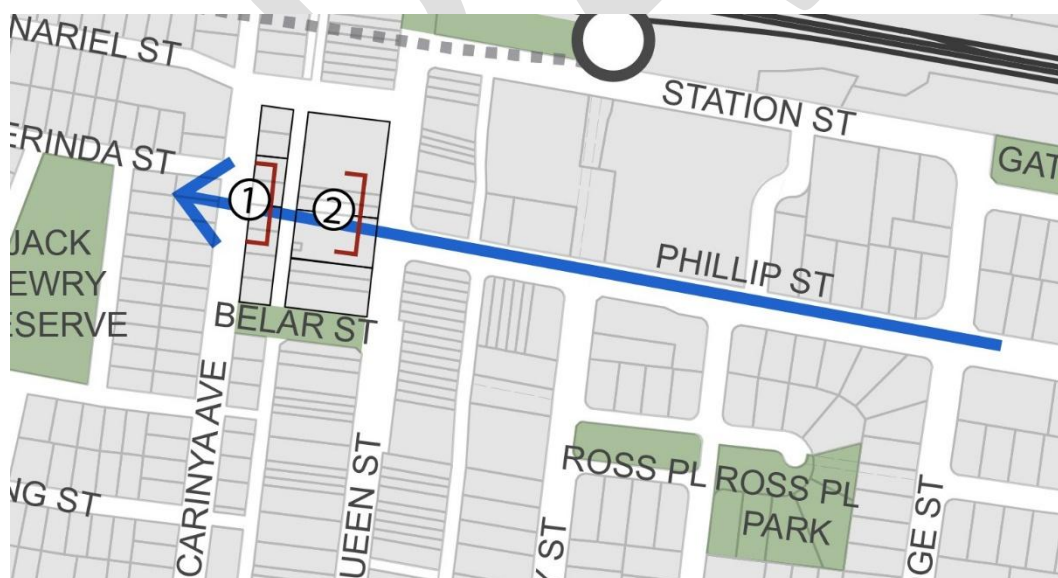 NARIEL ST
STATION ST
ERINDA ST
GAT
1
2
JACK
EWRY
ESERVE
PHILLIP ST
BELAR ST
CARINYA AVE
UEEN ST
ROSS PL
ROSS PL
PARK
NG ST
Y ST
GE ST